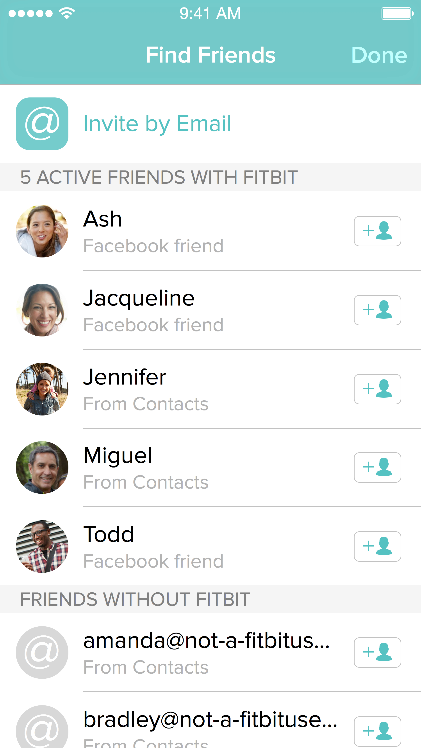 9:41 AM
Find Friends
Done
@
Invite by Email
5 ACTIVE FRIENDS WITH FITBIT
Ash
Facebook friend
Jacqueline
Facebook friend
Jennifer
From Contacts
Miguel
From Contacts
Todd
Facebook friend
FRIENDS WITHOUT FITBIT
@
amanda@not-a-fitbitus...
From Contacts
@
bradley@not-a-fitbituse...
From Contacts